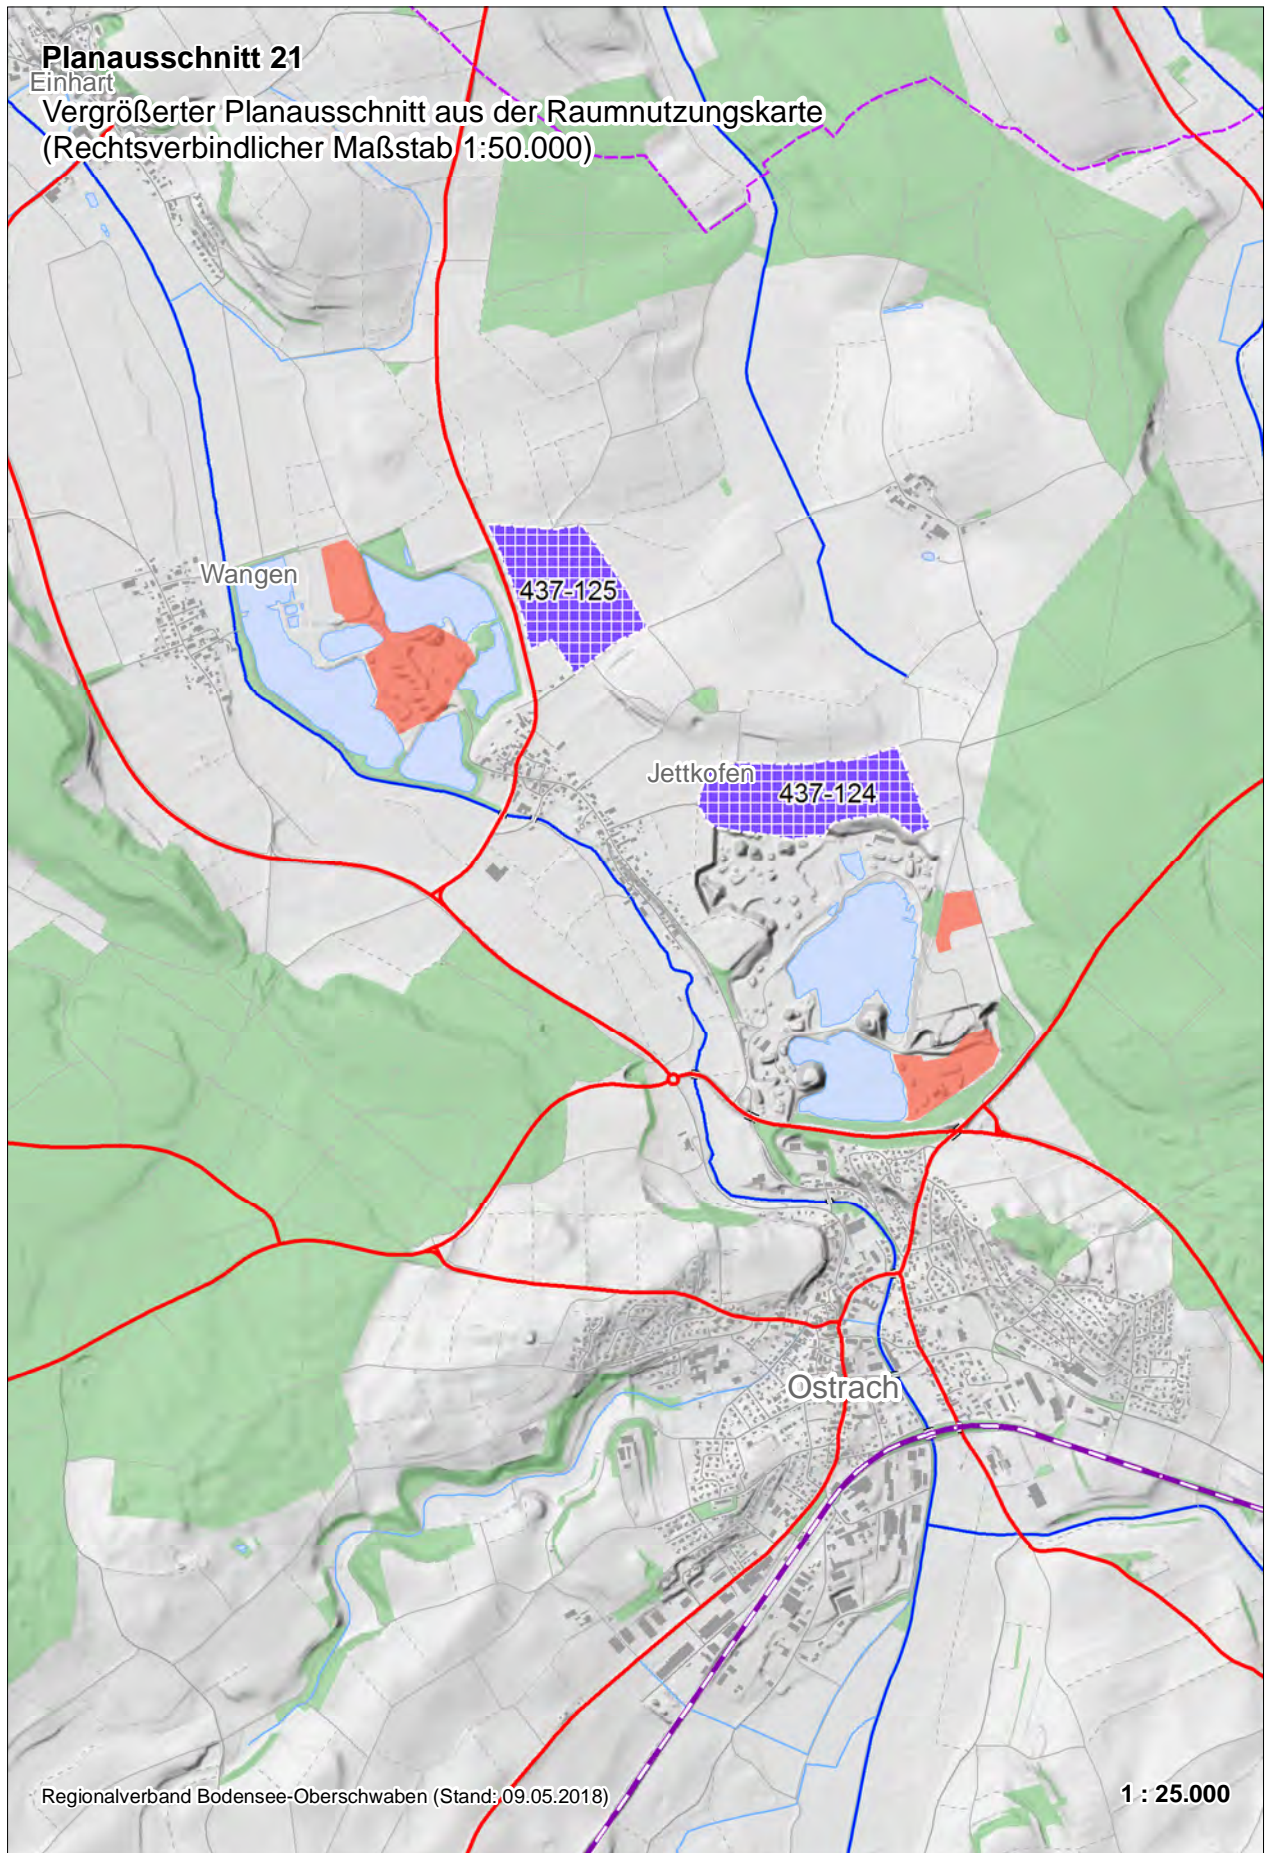 Planausschnitt 21
Einhart
Vergrößerter Planausschnitt aus der Raumnutzungskarte
(Rechtsverbindlicher Maßstab 1:50.000)
Wangen
437-125
Jettkofen
437-124
Ostrach
Regionalverband Bodensee-Oberschwaben (Stand: 09.05.2018)
1 : 25.000